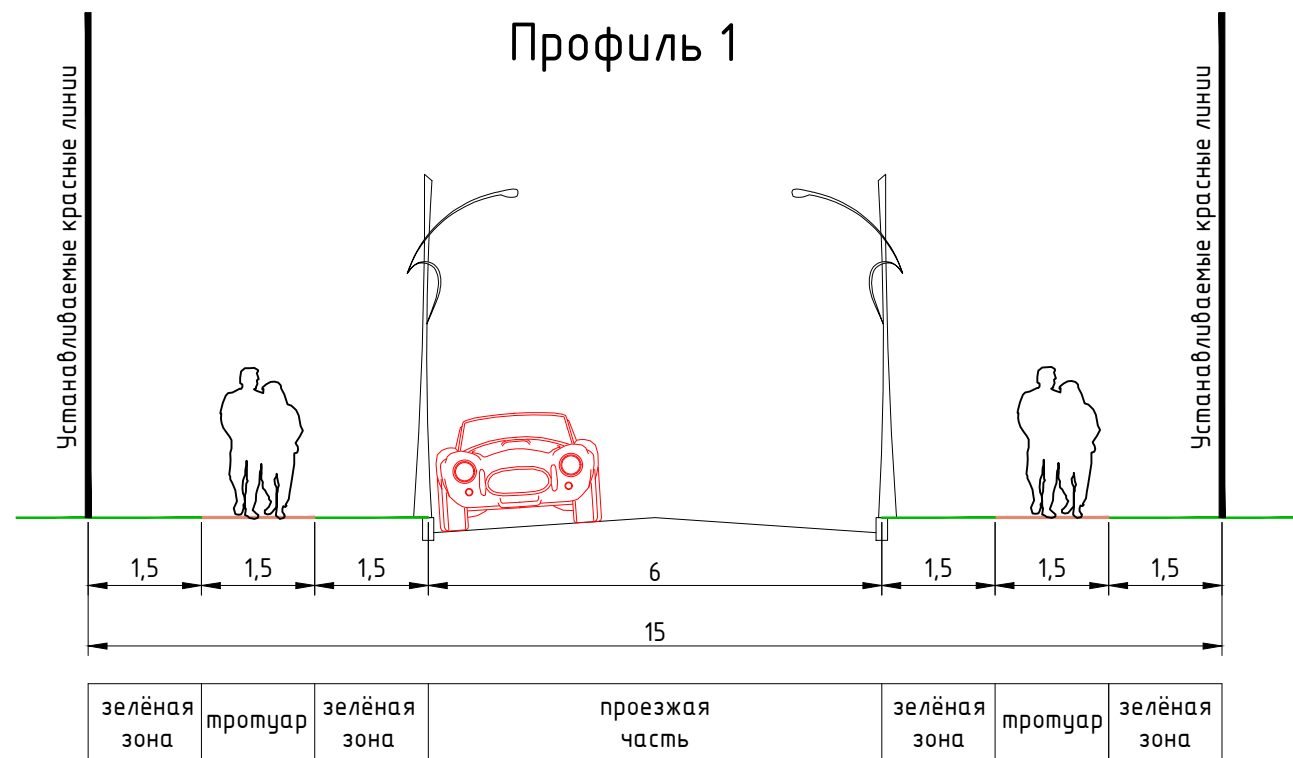 Профиль 1
Устанавливаемые красные линии
Устанавливаемые красные линии
1,5
1,5
1,5
6
1,5
1,5
1,5
15
зелёная
зона
тротуар
зелёная
зона
проезжая
часть
зелёная
зона
тротуар
зелёная
зона